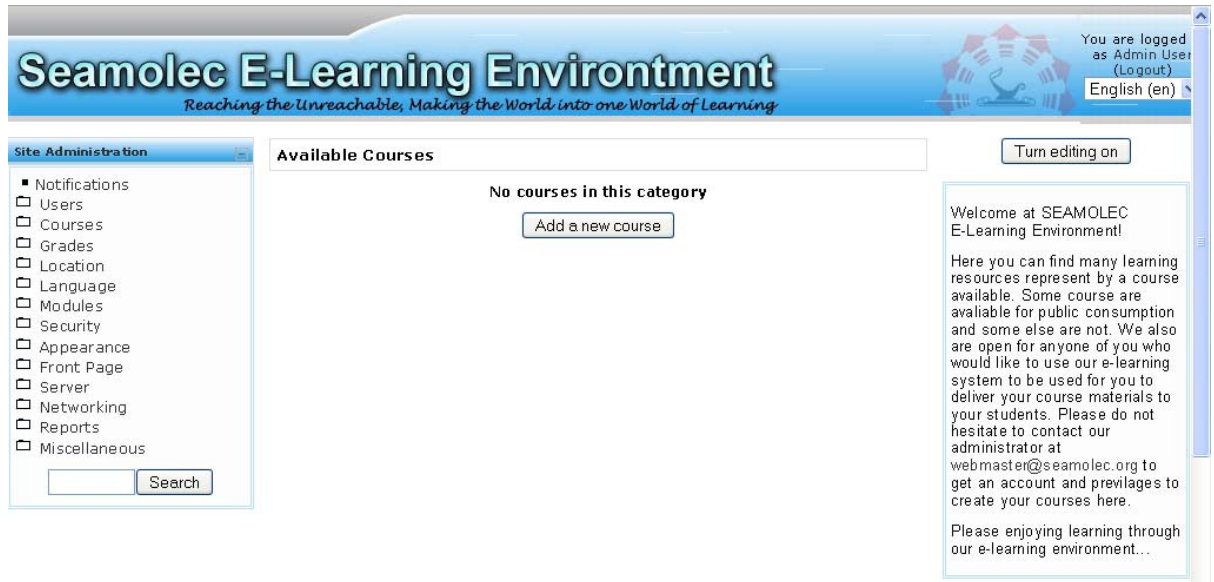 Seamolec E-Learning Environtment
Reaching the Unreachable, Making the World into one World of Learning
You are logged
as Admin User
(Logout)
English (en)
Site Administration
Notifications
Users
Courses
Grades
Location
Language
Modules
Security
Appearance
Front Page
Server
Networking
Reports
Miscellaneous
Search
Available Courses
No courses in this category
Add a new course
Turn editing on
Welcome at SEAMOLEC
E-Learning Environment!
Here you can find many learning
resources represent by a course
available. Some course are
avaliable for public consumption
and some else are not. We also
are open for anyone of you who
would like to use our e-learning
system to be used for you to
deliver your course materials to
your students. Please do not
hesitate to contact our
administrator at
webmaster@seamolec.org to
get an account and previlages to
create your courses here.
Please enjoying learning through
our e-learning environment...